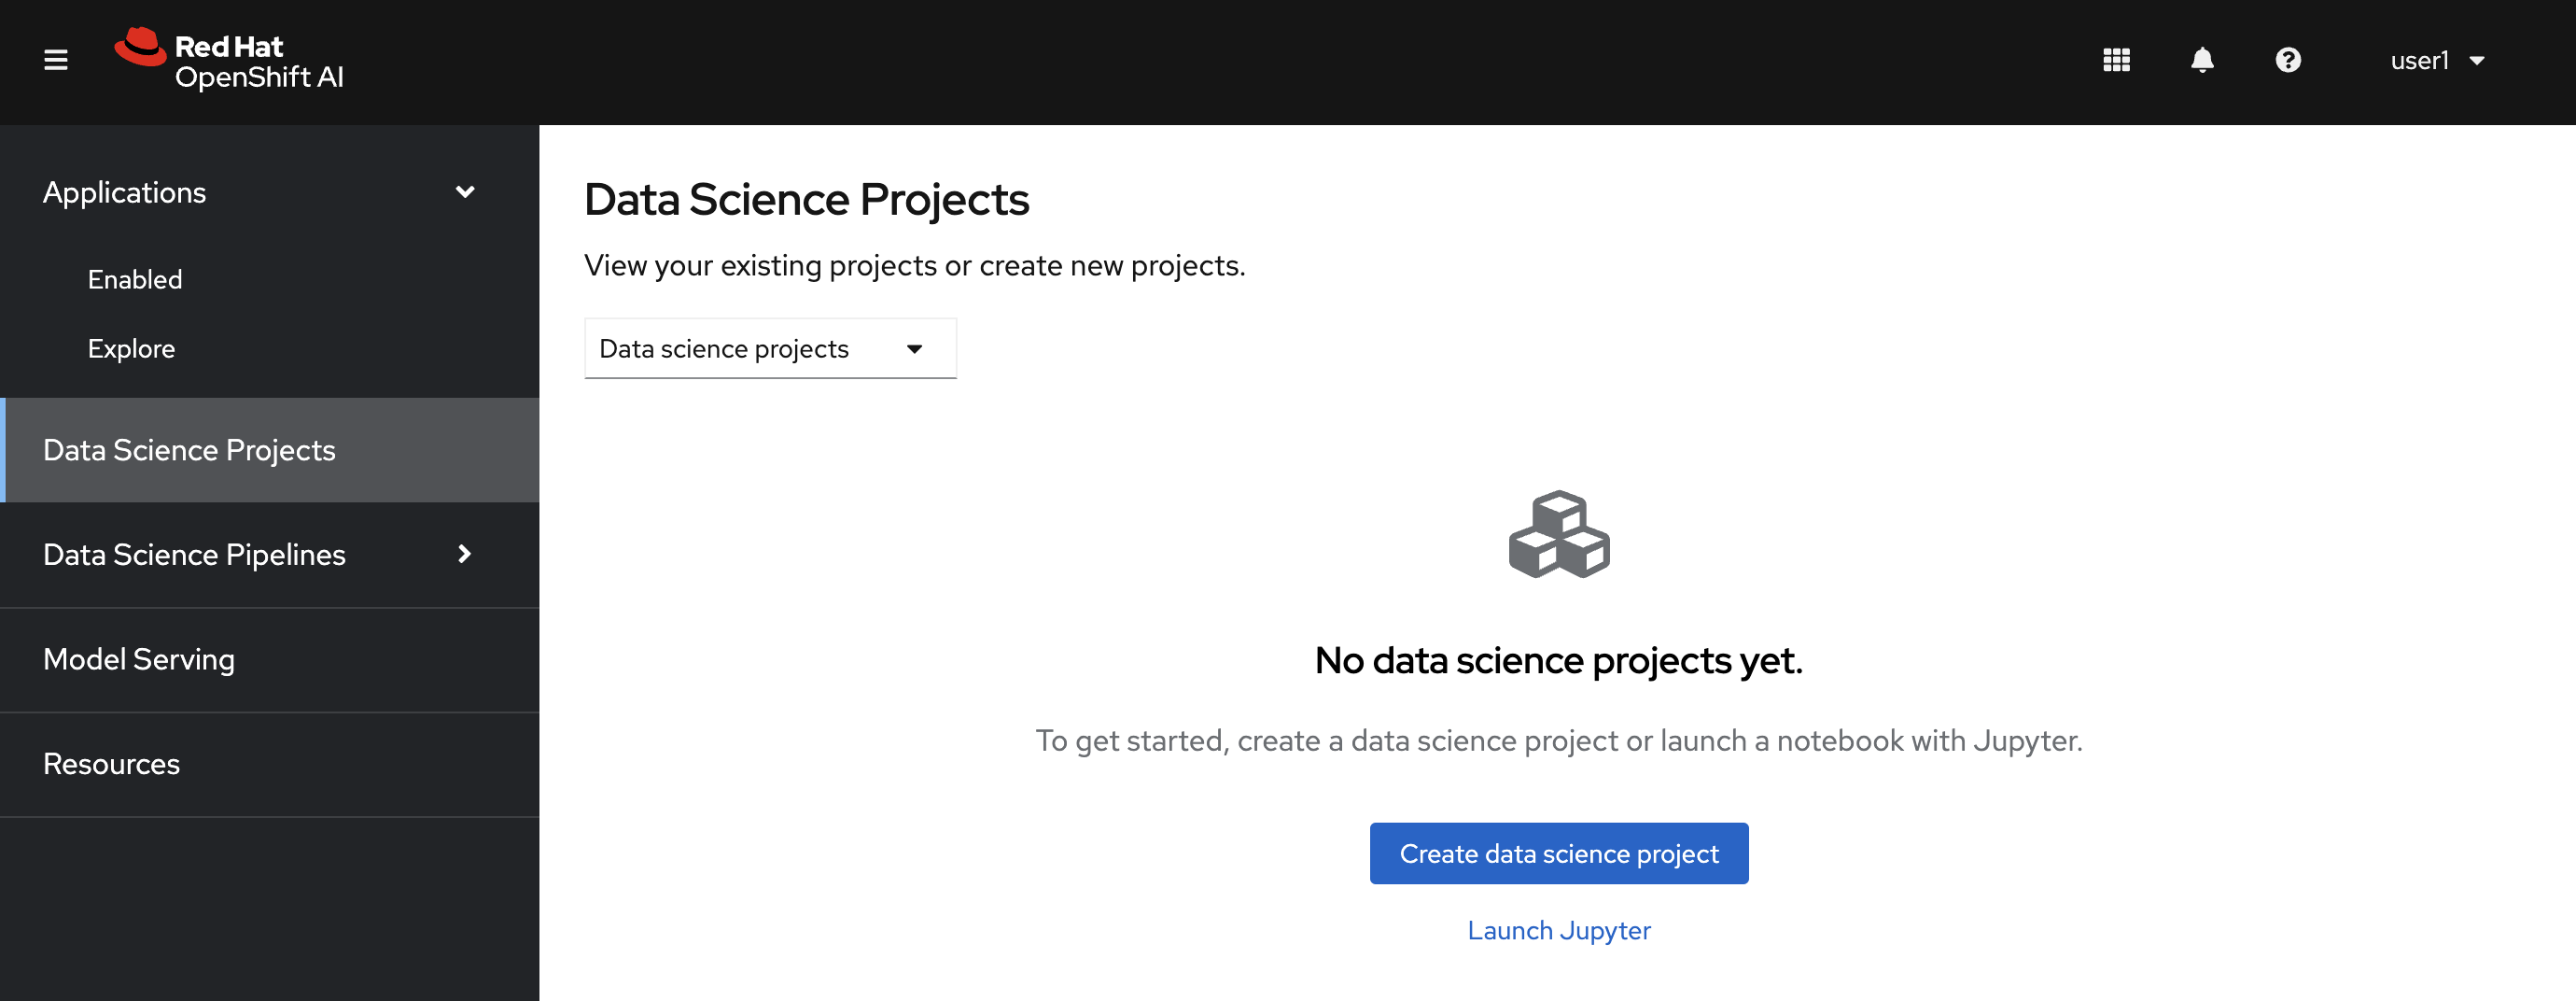 Red Hat
OpenShift AI
user1
Applications
Enabled
Explore
Data Science Projects
Data Science Pipelines
Model Serving
Resources
Data Science Projects
View your existing projects or create new projects.
Data science projects
No data science projects yet.
To get started, create a data science project or launch a notebook with Jupyter.
Create data science project
Launch Jupyter